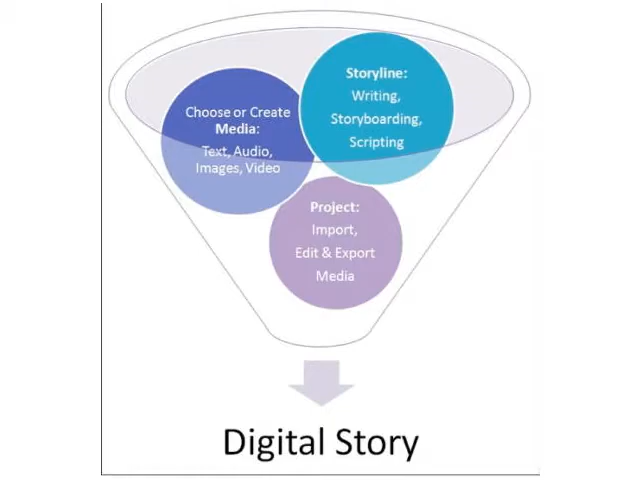 Storyline:
Writing,
Storyboarding,
Scripting
Choose or Create
Media:
Text, Audio,
Images, Video
Project:
Import,
Edit & Export
Media
Digital Story